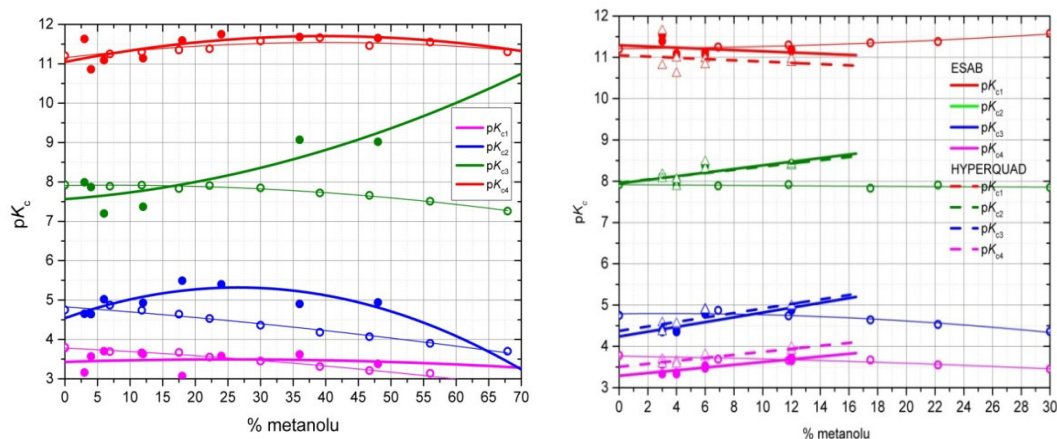 12
11
10
9
8
7
6
5
4
3
pKc
0 5 10 15 20 25 30 35 40 45 50 55 60 65 70
% metanolu
pKc1
pKc2
pKc3
pKc4
12
11
10
9
8
7
6
5
4
3
pKc
0 2 4 6 8 10 12 14 16 18 20 22 24 26 28 30
% metanolu
ESAB
pKc1
pKc2
pKc3
pKc4
HYPERQUAD
pKc1
pKc2
pKc3
pKc4